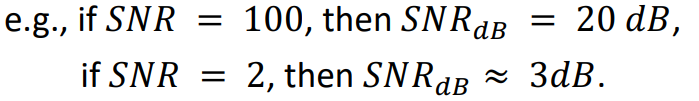 e.g., if SNR = 100, then SNR_dB = 20 dB,
if SNR = 2, then SNR_dB ≈ 3dB.